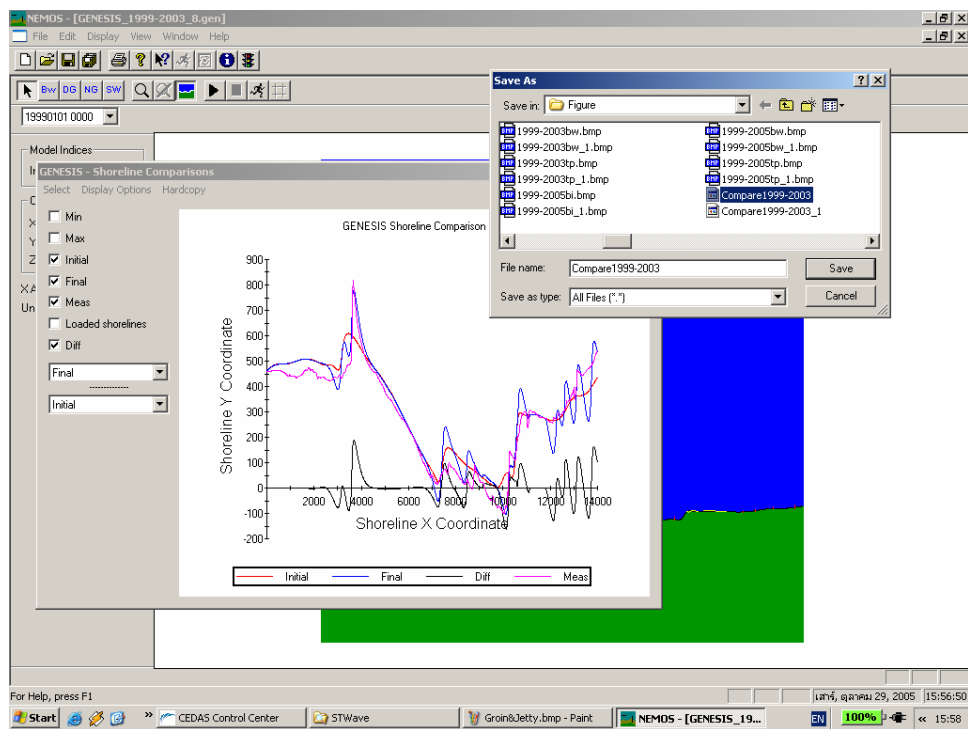 NEMOS - [GENESIS_1999-2003_8.gen]
File Edit Display View Window Help
Bw DG NG SW
19990101 0000
Model Indices
GENESIS - Shoreline Comparisons
Select Display Options Hardcopy
Min
Max
Initial
Final
Meas
Loaded shorelines
Diff
Final
-------------
Initial
GENESIS Shoreline Comparison
Shoreline Y Coordinate
900
800
700
600
500
400
300
200
100
0
-100
-200
2000 4000 6000 8000 10000 12000 14000
Shoreline X Coordinate
Initial Final Diff Meas
Save As
Save in: Figure
1999-2003bw.bmp
1999-2003bw_1.bmp
1999-2003tp.bmp
1999-2003tp_1.bmp
1999-2005bi.bmp
1999-2005bi_1.bmp
1999-2005bw.bmp
1999-2005bw_1.bmp
1999-2005tp.bmp
1999-2005tp_1.bmp
Compare1999-2003
Compare1999-2003_1
File name: Compare1999-2003 Save
Save as type: All Files (*.*) Cancel
For Help, press F1
เสาร์, ตุลาคม 29, 2005 15:56:50
Start » CEDAS Control Center STWave Groin&Jetty.bmp - Paint NEMOS - [GENESIS_19... EN 100% « 15:58